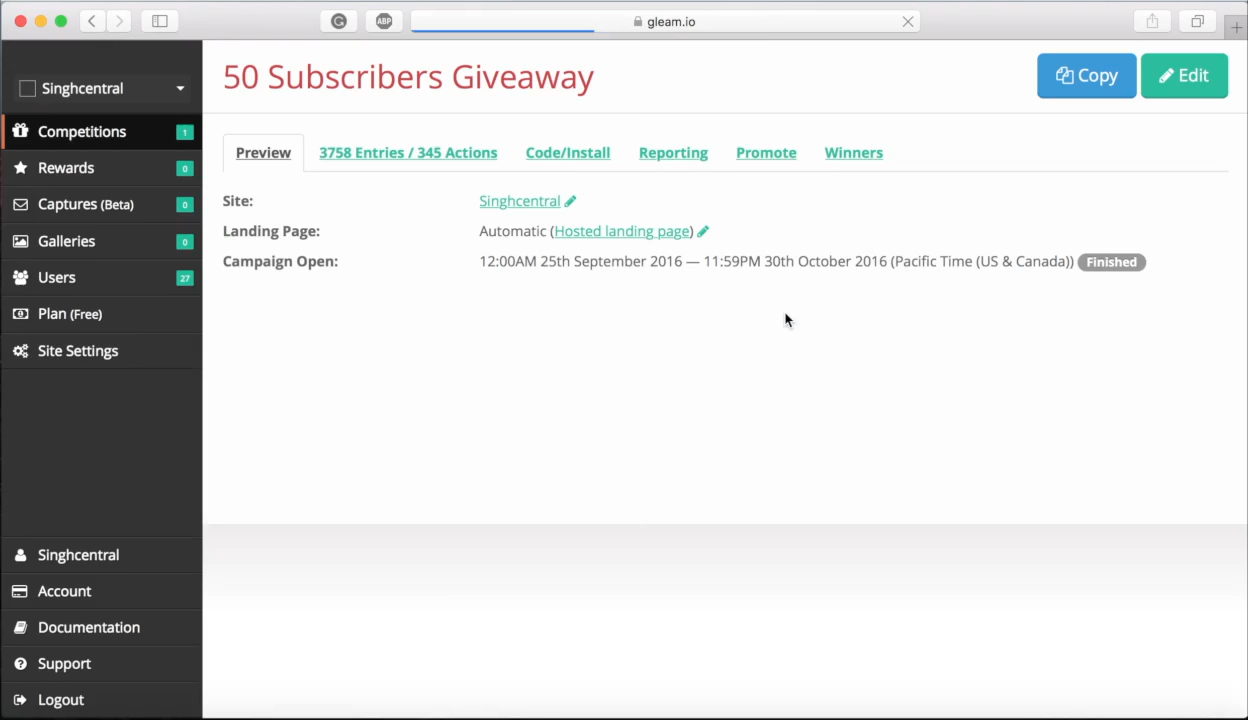 ABP
gleam.io
Singhcentral
Competitions 1
Rewards 0
Captures (Beta) 0
Galleries 0
Users 27
Plan (Free)
Site Settings
Singhcentral
Account
Documentation
Support
Logout
50 Subscribers Giveaway
Copy
Edit
Preview
3758 Entries / 345 Actions
Code/Install
Reporting
Promote
Winners
Site: Singhcentral
Landing Page: Automatic (Hosted landing page)
Campaign Open: 12:00AM 25th September 2016 — 11:59PM 30th October 2016 (Pacific Time (US & Canada)) Finished